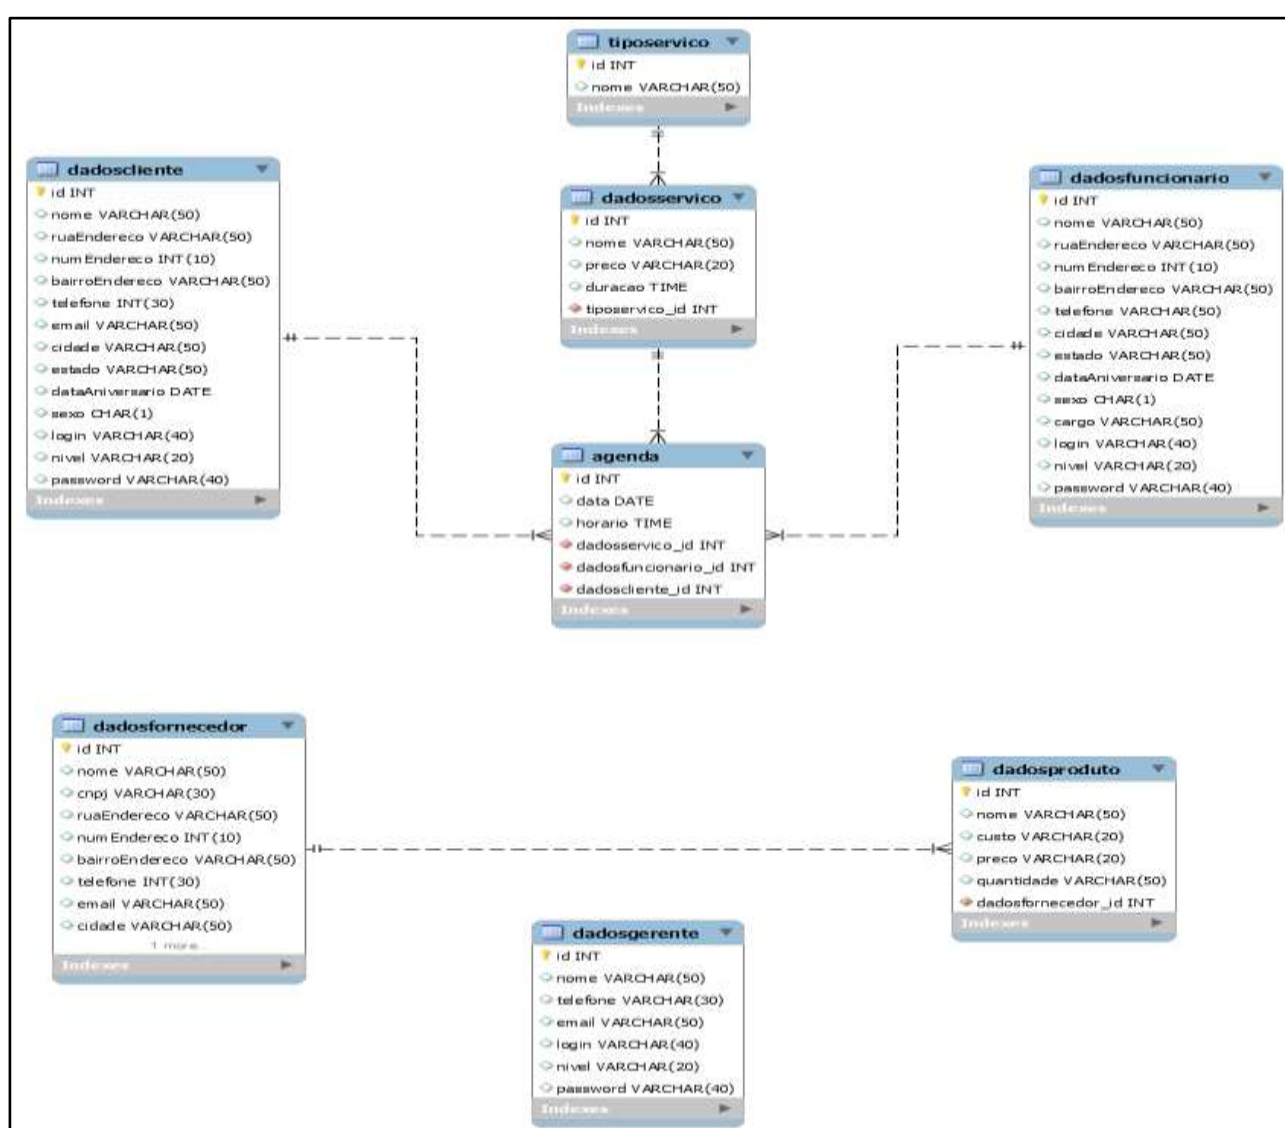 tiposervico
id INT
nome VARCHAR(50)
Indexes
dadoscliente
id INT
nome VARCHAR(50)
ruaEndereco VARCHAR(50)
numEndereco INT(10)
bairroEndereco VARCHAR(50)
telefone INT(30)
email VARCHAR(50)
cidade VARCHAR(50)
estado VARCHAR(50)
dataAniversario DATE
sexo CHAR(1)
login VARCHAR(40)
nivel VARCHAR(20)
password VARCHAR(40)
Indexes
dadosservico
id INT
nome VARCHAR(50)
preco VARCHAR(20)
duracao TIME
tiposervico_id INT
Indexes
dadosfuncionario
id INT
nome VARCHAR(50)
ruaEndereco VARCHAR(50)
numEndereco INT(10)
bairroEndereco VARCHAR(50)
telefone VARCHAR(50)
cidade VARCHAR(50)
estado VARCHAR(50)
dataAniversario DATE
sexo CHAR(1)
cargo VARCHAR(50)
login VARCHAR(40)
nivel VARCHAR(20)
password VARCHAR(40)
Indexes
agenda
id INT
data DATE
horario TIME
dadosservico_id INT
dadosfuncionario_id INT
dadoscliente_id INT
Indexes
dadosfornecedor
id INT
nome VARCHAR(50)
cnpj VARCHAR(30)
ruaEndereco VARCHAR(50)
numEndereco INT(10)
bairroEndereco VARCHAR(50)
telefone INT(30)
email VARCHAR(50)
cidade VARCHAR(50)
1 more...
Indexes
dadosproduto
id INT
nome VARCHAR(50)
custo VARCHAR(20)
preco VARCHAR(20)
quantidade VARCHAR(50)
dadosfornecedor_id INT
Indexes
dadosgerente
id INT
nome VARCHAR(50)
telefone VARCHAR(30)
email VARCHAR(50)
login VARCHAR(40)
nivel VARCHAR(20)
password VARCHAR(40)
Indexes